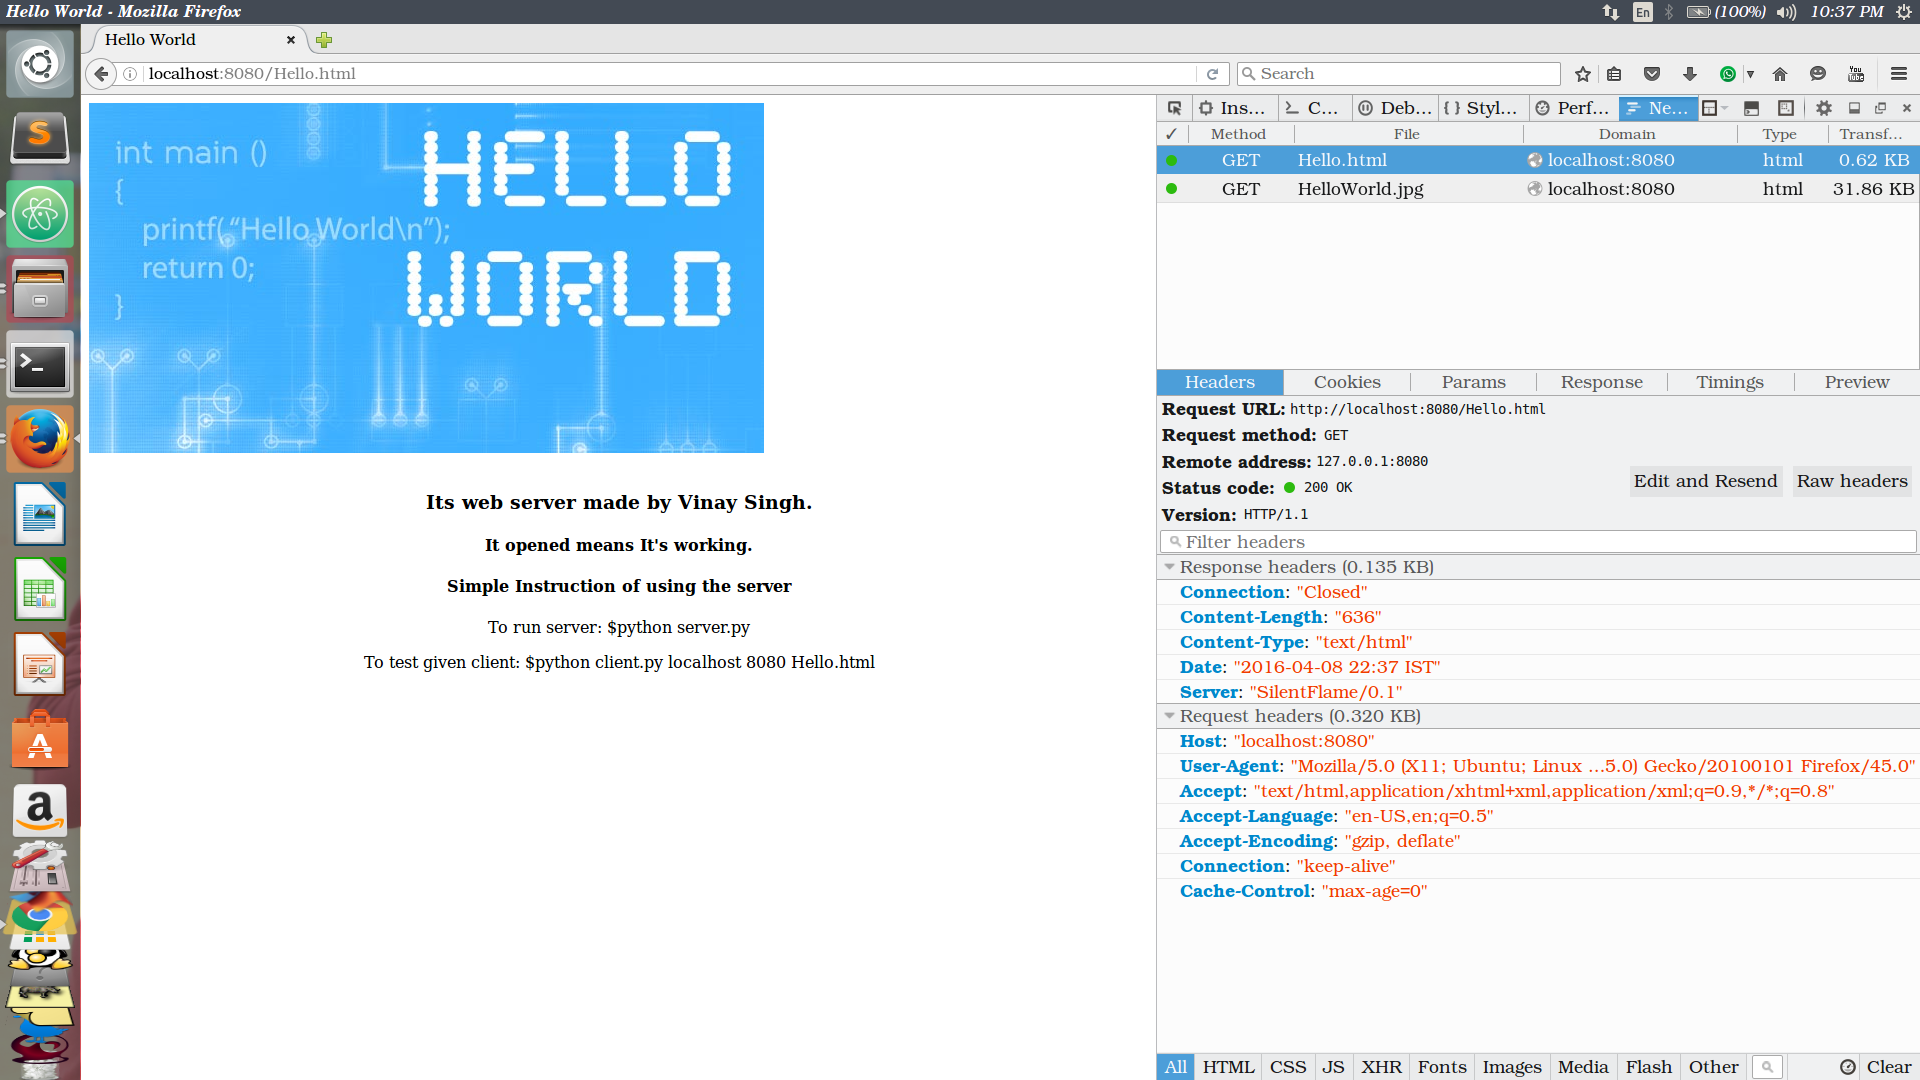 Hello World - Mozilla Firefox
En
(100%)
10:37 PM
Hello World
localhost:8080/Hello.html
Search
You
Tube
int main ()
{
printf( “Hello World\n”);
return 0;
}
HELLO
WORLD
Its web server made by Vinay Singh.
It opened means It's working.
Simple Instruction of using the server
To run server: $python server.py
To test given client: $python client.py localhost 8080 Hello.html
Ins... C... Deb... { } Styl... Perf... Ne...
✓ Method File Domain Type Transf...
GET Hello.html localhost:8080 html 0.62 KB
GET HelloWorld.jpg localhost:8080 html 31.86 KB
Headers Cookies Params Response Timings Preview
Request URL: http://localhost:8080/Hello.html
Request method: GET
Remote address: 127.0.0.1:8080
Status code: 200 OK
Edit and Resend Raw headers
Version: HTTP/1.1
Filter headers
Response headers (0.135 KB)
Connection: "Closed"
Content-Length: "636"
Content-Type: "text/html"
Date: "2016-04-08 22:37 IST"
Server: "SilentFlame/0.1"
Request headers (0.320 KB)
Host: "localhost:8080"
User-Agent: "Mozilla/5.0 (X11; Ubuntu; Linux ...5.0) Gecko/20100101 Firefox/45.0"
Accept: "text/html,application/xhtml+xml,application/xml;q=0.9,*/*;q=0.8"
Accept-Language: "en-US,en;q=0.5"
Accept-Encoding: "gzip, deflate"
Connection: "keep-alive"
Cache-Control: "max-age=0"
All HTML CSS JS XHR Fonts Images Media Flash Other Clear